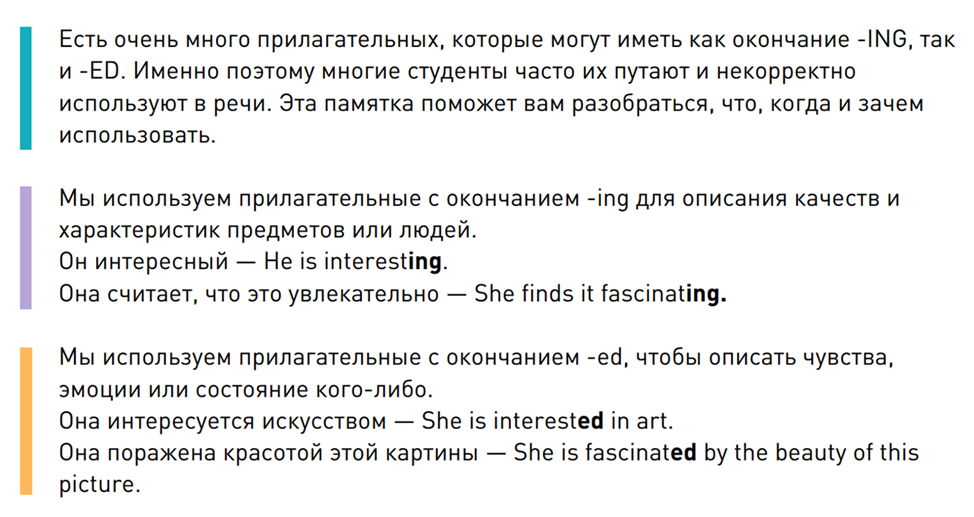 Есть очень много прилагательных, которые могут иметь как окончание -ING, так
и -ED. Именно поэтому многие студенты часто их путают и некорректно
используют в речи. Эта памятка поможет вам разобраться, что, когда и зачем
использовать.
Мы используем прилагательные с окончанием -ing для описания качеств и
характеристик предметов или людей.
Он интересный — He is interesting.
Она считает, что это увлекательно — She finds it fascinating.
Мы используем прилагательные с окончанием -ed, чтобы описать чувства,
эмоции или состояние кого-либо.
Она интересуется искусством — She is interested in art.
Она поражена красотой этой картины — She is fascinated by the beauty of this
picture.